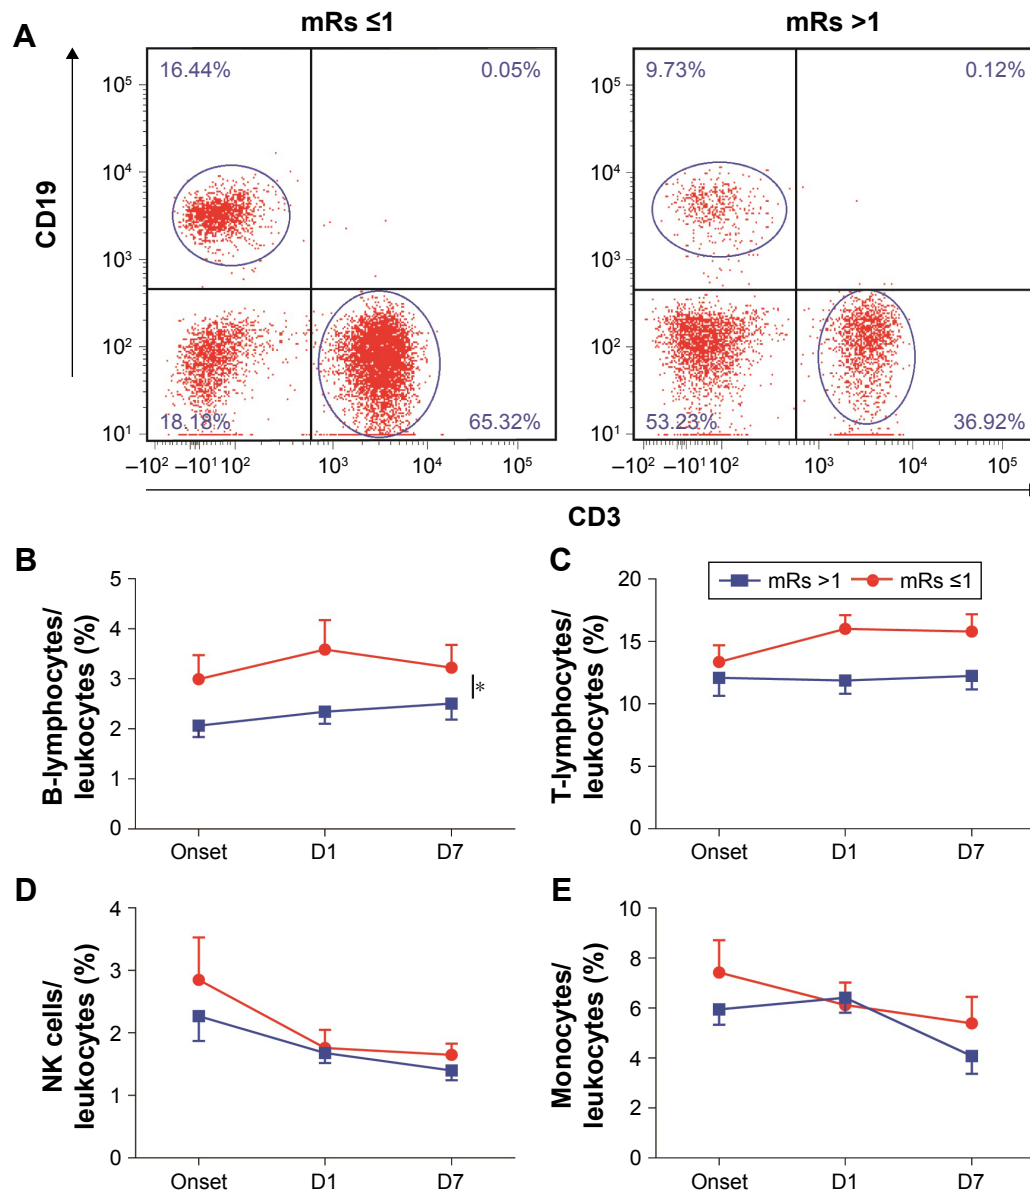 A
mRs ≤1
mRs >1
CD19
10⁵
10⁴
10³
10²
10¹
16.44%
0.05%
18.18%
65.32%
–10² –10¹ 10² 10³ 10⁴ 10⁵
10⁵
10⁴
10³
10²
10¹
9.73%
0.12%
53.23%
36.92%
–10² –10¹ 10² 10³ 10⁴ 10⁵
CD3
B
B-lymphocytes/
leukocytes (%)
5
4
3
2
1
0
*
Onset D1 D7
C
mRs >1 mRs ≤1
T-lymphocytes/
leukocytes (%)
20
15
10
5
0
Onset D1 D7
D
NK cells/
leukocytes (%)
4
3
2
1
0
Onset D1 D7
E
Monocytes/
leukocytes (%)
10
8
6
4
2
0
Onset D1 D7